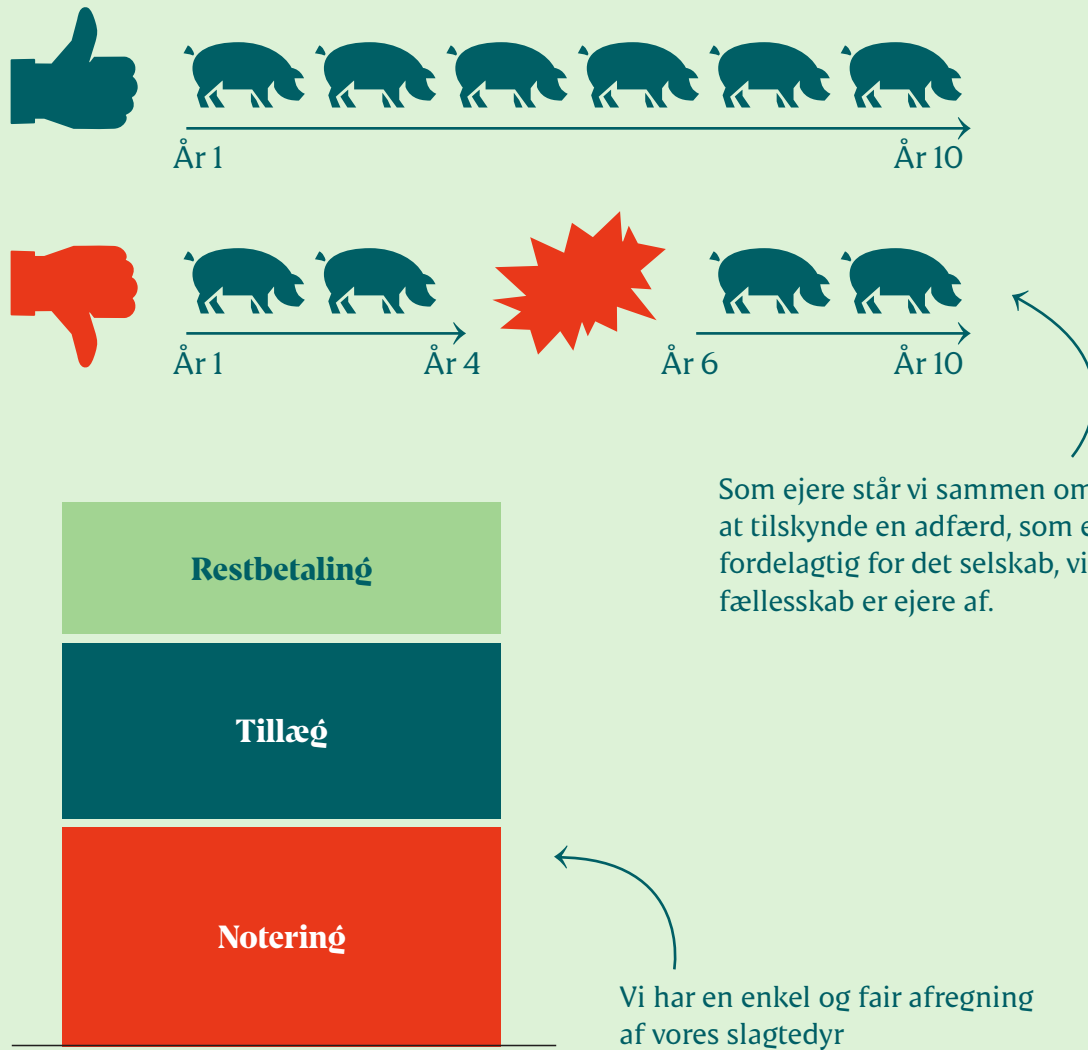 År 1
År 10
År 1
År 4
År 6
År 10
Som ejere står vi sammen om
at tilskynde en adfærd, som
fordelagtig for det selskab, vi
fællesskab er ejere af.
Restbetaling
Tillæg
Notering
Vi har en enkel og fair afregning
af vores slagtedyr